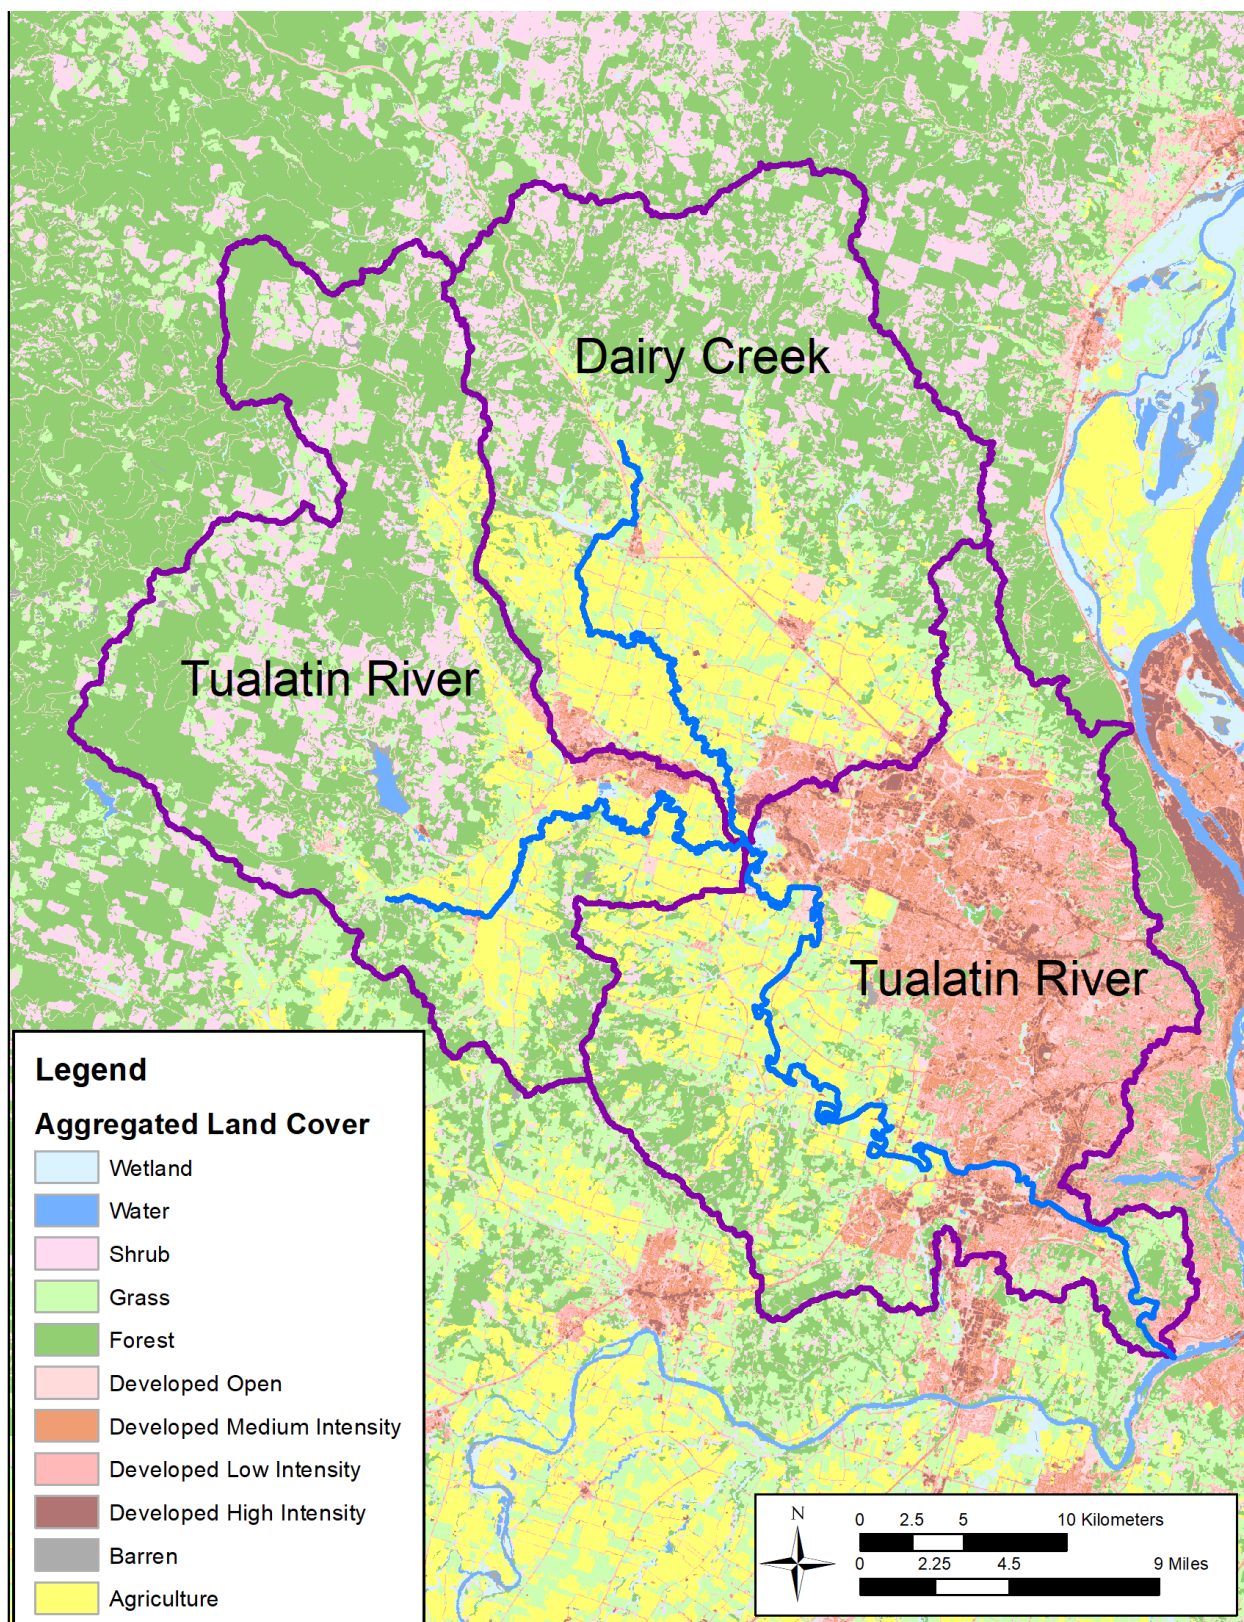 Dairy Creek
Tualatin River
Tualatin River
Legend
Aggregated Land Cover
Wetland
Water
Shrub
Grass
Forest
Developed Open
Developed Medium Intensity
Developed Low Intensity
Developed High Intensity
Barren
Agriculture
N
0 2.5 5 10 Kilometers
0 2.25 4.5 9 Miles